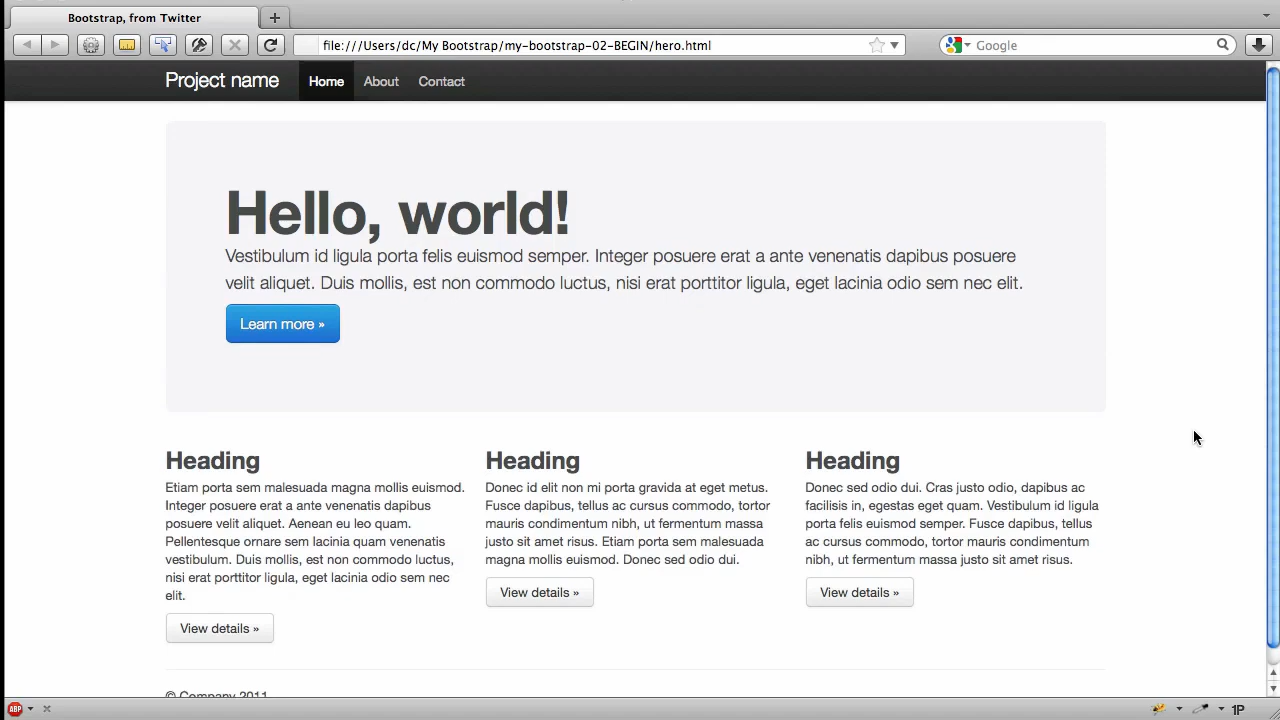 Bootstrap, from Twitter
file:///Users/dc/My Bootstrap/my-bootstrap-02-BEGIN/hero.html
Google
Project name
Home
About
Contact
Hello, world!
Vestibulum id ligula porta felis euismod semper. Integer posuere erat a ante venenatis dapibus posuere
velit aliquet. Duis mollis, est non commodo luctus, nisi erat porttitor ligula, eget lacinia odio sem nec elit.
Learn more »
Heading
Etiam porta sem malesuada magna mollis euismod.
Integer posuere erat a ante venenatis dapibus
posuere velit aliquet. Aenean eu leo quam.
Pellentesque ornare sem lacinia quam venenatis
vestibulum. Duis mollis, est non commodo luctus,
nisi erat porttitor ligula, eget lacinia odio sem nec
elit.
View details »
Heading
Donec id elit non mi porta gravida at eget metus.
Fusce dapibus, tellus ac cursus commodo, tortor
mauris condimentum nibh, ut fermentum massa
justo sit amet risus. Etiam porta sem malesuada
magna mollis euismod. Donec sed odio dui.
View details »
Heading
Donec sed odio dui. Cras justo odio, dapibus ac
facilisis in, egestas eget quam. Vestibulum id ligula
porta felis euismod semper. Fusce dapibus, tellus
ac cursus commodo, tortor mauris condimentum
nibh, ut fermentum massa justo sit amet risus.
View details »
© Company 2011
ABP
1P